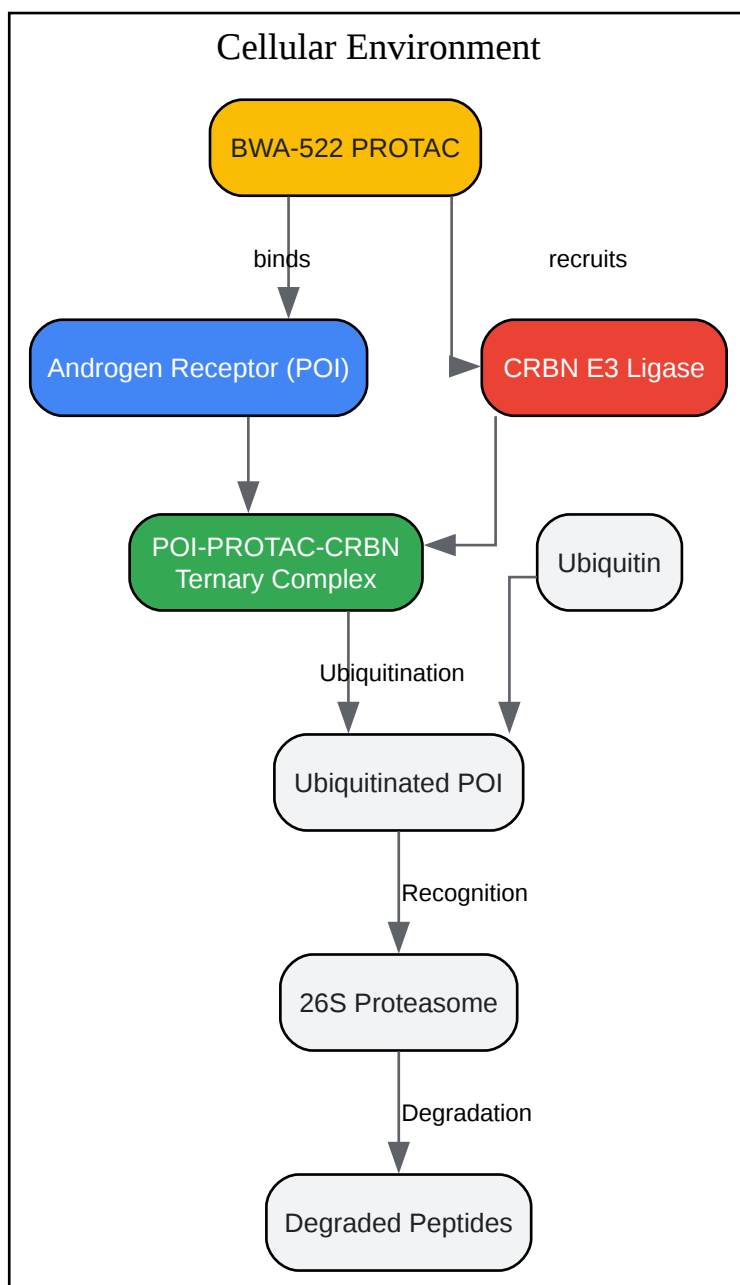 Cellular Environment
BWA-522 PROTAC
binds
recruits
Androgen Receptor (POI)
CRBN E3 Ligase
POI-PROTAC-CRBN
Ternary Complex
Ubiquitin
Ubiquitination
Ubiquitinated POI
Recognition
26S Proteasome
Degradation
Degraded Peptides